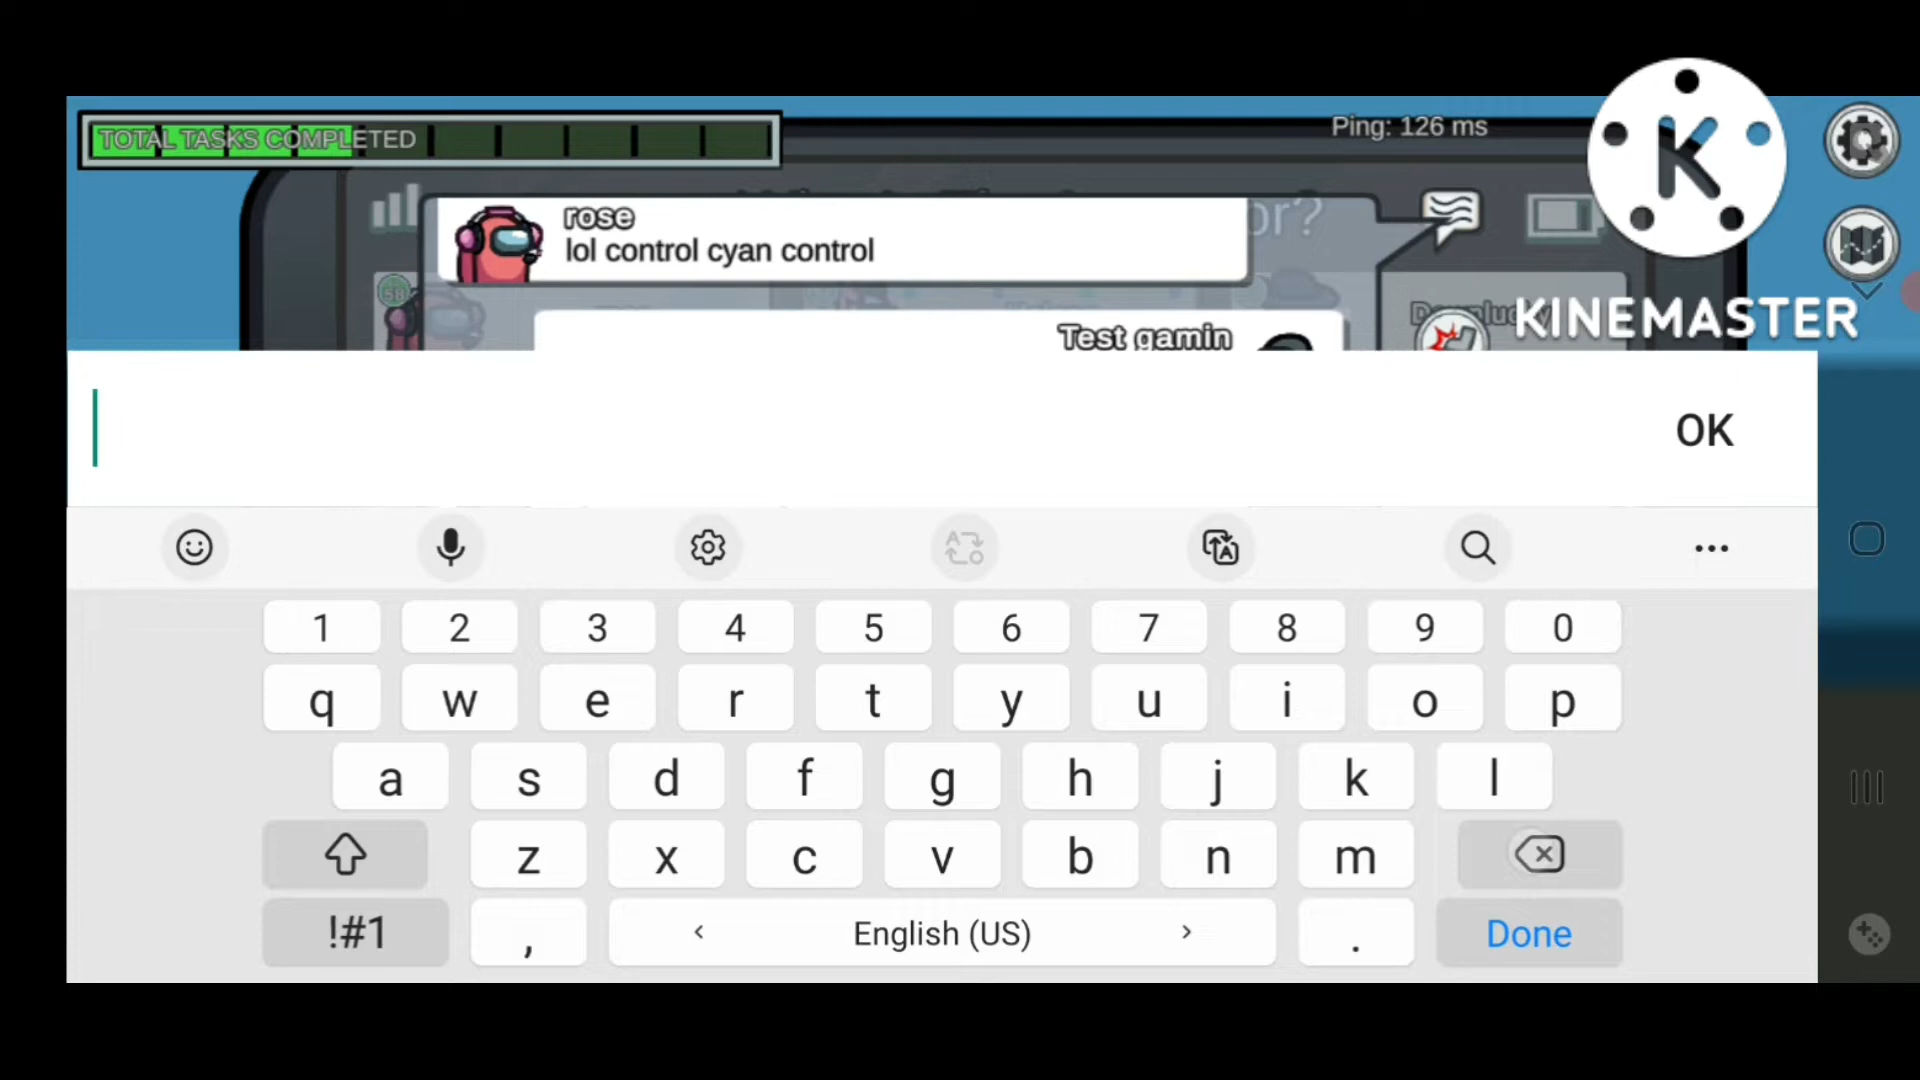 TOTAL TASKS COMPLETED
Ping: 126 ms
or?
rose
lol control cyan control
Test gamin
K
KINEMASTER
OK
1 2 3 4 5 6 7 8 9 0
q w e r t y u i o p
a s d f g h j k l
z x c v b n m
!#1 , < English (US) > . Done